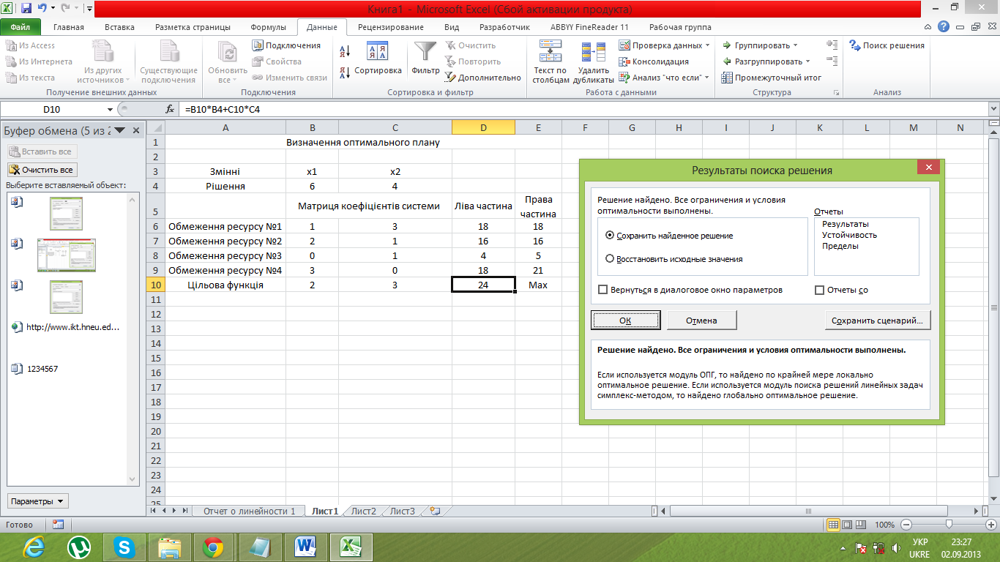 Книга1 - Microsoft Excel (Сбой активации продукта)
Файл Главная Вставка Разметка страницы Формулы Данные Рецензирование Вид Разработчик ABBYY FineReader 11 Рабочая группа
Из Access
Из Интернета
Из текста
Из других источников
Существующие подключения
Получение внешних данных
Обновить все
Подключения
Свойства
Изменить связи
Подключения
Сортировка
Фильтр
Очистить
Повторить
Дополнительно
Сортировка и фильтр
Текст по столбцам
Удалить дубликаты
Проверка данных
Консолидация
Анализ "что если"
Работа с данными
Группировать
Разгруппировать
Промежуточный итог
Структура
Поиск решения
Анализ
D10 fx =B10*B4+C10*C4
Буфер обмена (5 из 2
Вставить все
Очистить все
Выберите вставляемый объект:
http://www.ikt.hneu.ed...
1234567
Параметры
A B C D E F G H I J K L M N
1 Визначення оптимального плану
2
3 Змінні x1 x2
4 Рішення 6 4
5 Матриця коефіцієнтів системи Ліва частина Права частина
6 Обмеження ресурсу №1 1 3 18 18
7 Обмеження ресурсу №2 2 1 16 16
8 Обмеження ресурсу №3 0 1 4 5
9 Обмеження ресурсу №4 3 0 18 21
10 Цільова функція 2 3 24 Max
11
12
13
14
15
16
17
18
19
20
21
22
23
24
25
Результаты поиска решения
Решение найдено. Все ограничения и условия
оптимальности выполнены.
Сохранить найденное решение
Восстановить исходные значения
Отчеты
Результаты
Устойчивость
Пределы
Вернуться в диалоговое окно параметров
Отчеты со
ОК Отмена Сохранить сценарий...
Решение найдено. Все ограничения и условия оптимальности выполнены.
Если используется модуль ОПГ, то найдено по крайней мере локально
оптимальное решение. Если используется модуль поиска решений линейных задач
симплекс-методом, то найдено глобально оптимальное решение.
Отчет о линейности 1 Лист1 Лист2 Лист3
Готово 100%
УКР
UKRE
23:27
02.09.2013